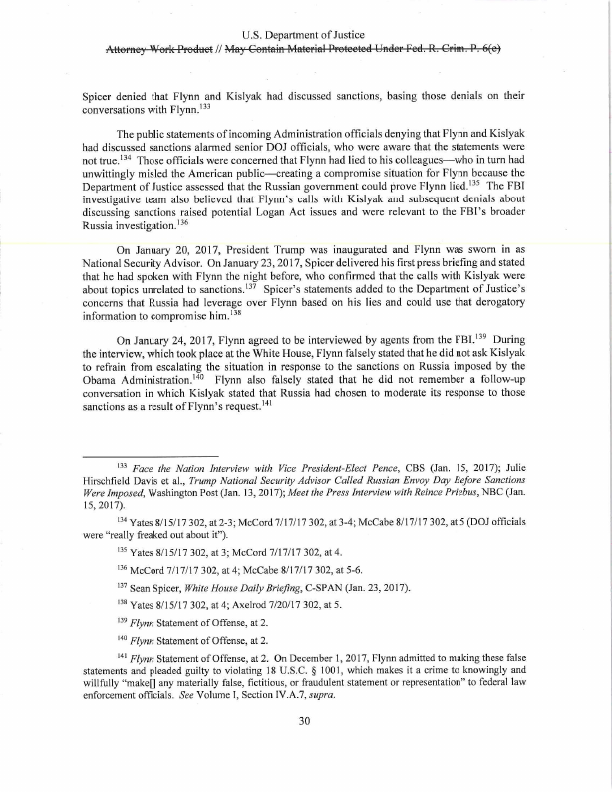 U.S. Department of Justice
Attorney Work Product // May Contain Material Protected Under Fed. R. Crim. P. 6(e)
Spicer denied that Flynn and Kislyak had discussed sanctions, basing those denials on their
conversations with Flynn.133
The public statements of incoming Administration officials denying that Flynn and Kislyak
had discussed sanctions alarmed senior DOJ officials, who were aware that the statements were
not true.134 Those officials were concerned that Flynn had lied to his colleagues—who in turn had
unwittingly misled the American public—creating a compromise situation for Flynn because the
Department of Justice assessed that the Russian government could prove Flynn lied.135 The FBI
investigative team also believed that Flynn's calls with Kislyak and subsequent denials about
discussing sanctions raised potential Logan Act issues and were relevant to the FBI's broader
Russia investigation.136
On January 20, 2017, President Trump was inaugurated and Flynn was sworn in as
National Security Advisor. On January 23, 2017, Spicer delivered his first press briefing and stated
that he had spoken with Flynn the night before, who confirmed that the calls with Kislyak were
about topics unrelated to sanctions.137 Spicer's statements added to the Department of Justice's
concerns that Russia had leverage over Flynn based on his lies and could use that derogatory
information to compromise him.138
On January 24, 2017, Flynn agreed to be interviewed by agents from the FBI.139 During
the interview, which took place at the White House, Flynn falsely stated that he did not ask Kislyak
to refrain from escalating the situation in response to the sanctions on Russia imposed by the
Obama Administration.140 Flynn also falsely stated that he did not remember a follow-up
conversation in which Kislyak stated that Russia had chosen to moderate its response to those
sanctions as a result of Flynn's request.141
133 Face the Nation Interview with Vice President-Elect Pence, CBS (Jan. 15, 2017); Julie
Hirschfield Davis et al., Trump National Security Advisor Called Russian Envoy Day Before Sanctions
Were Imposed, Washington Post (Jan. 13, 2017); Meet the Press Interview with Reince Priebus, NBC (Jan.
15, 2017).
134 Yates 8/15/17 302, at 2-3; McCord 7/17/17 302, at 3-4; McCabe 8/17/17 302, at 5 (DOJ officials
were "really freaked out about it").
135 Yates 8/15/17 302, at 3; McCord 7/17/17 302, at 4.
136 McCord 7/17/17 302, at 4; McCabe 8/17/17 302, at 5-6.
137 Sean Spicer, White House Daily Briefing, C-SPAN (Jan. 23, 2017).
138 Yates 8/15/17 302, at 4; Axelrod 7/20/17 302, at 5.
139 Flynn Statement of Offense, at 2.
140 Flynn Statement of Offense, at 2.
141 Flynn Statement of Offense, at 2. On December 1, 2017, Flynn admitted to making these false
statements and pleaded guilty to violating 18 U.S.C. § 1001, which makes it a crime to knowingly and
willfully "make[] any materially false, fictitious, or fraudulent statement or representation" to federal law
enforcement officials. See Volume I, Section IV.A.7, supra.
30